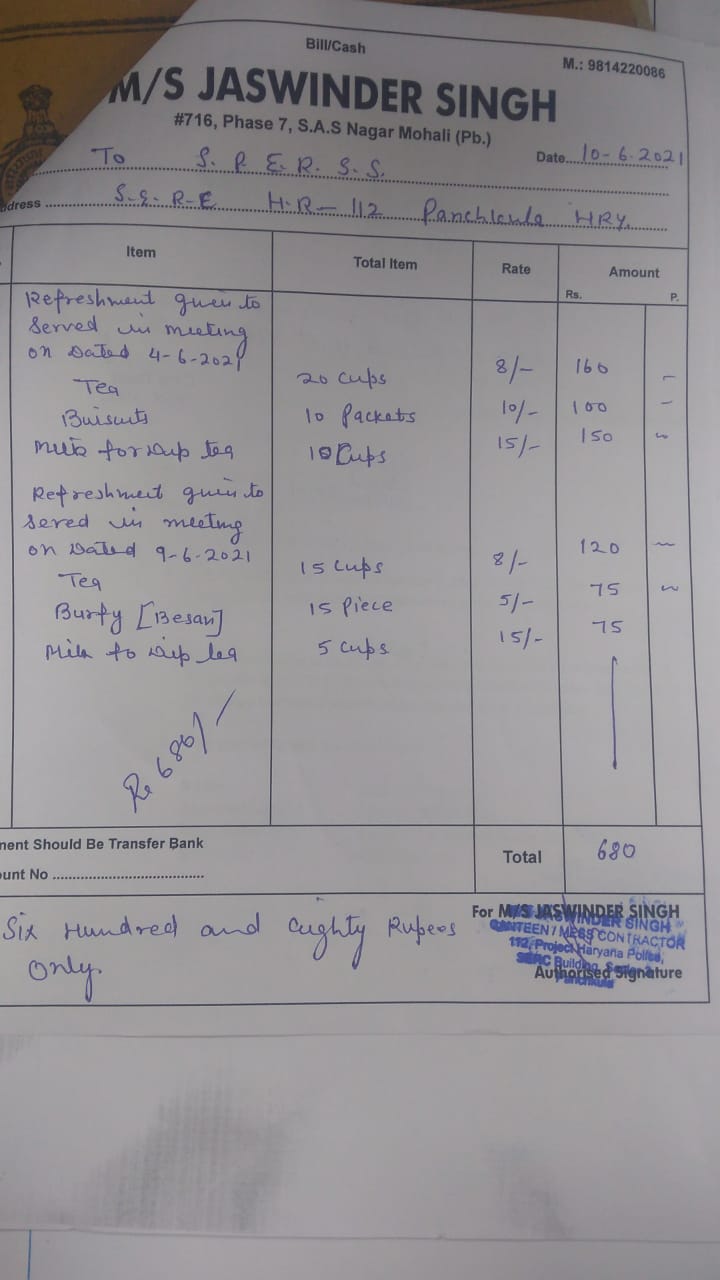 Bill/Cash
M.: 9814220086
M/S JASWINDER SINGH
#716, Phase 7, S.A.S Nagar Mohali (Pb.)
To S. P. E. R. S. S. Date....10-6.2021
dress S.S. R-E H.R-112 Panchkula HRY.
Item Total Item Rate Amount
Rs. P.
Refreshment guen to
Served in meeting
on Dated 4-6-2021
Tea 20 Cups 8/- 160 -
Buiscuts 10 Packets 10/- 100 -
Milk for Dip tea 10 Cups 15/- 150
Refreshment guen to
Sered in meeting
on Dated 9-6-2021
Tea 15 Cups 8/- 120
Burfy [Besan] 15 Piece 5/- 75
Milk to Dip tea 5 Cups 15/- 75
Rs 680/-
ment Should Be Transfer Bank
ount No ....................................
Total 680
Six Hundred and Eighty Rupees
Only
For M/S JASWINDER SINGH
JASWINDER SINGH
CANTEEN / MESS CONTRACTOR
112, Project Haryana Police,
SERC Building,
Panchkula
Authorised Signature